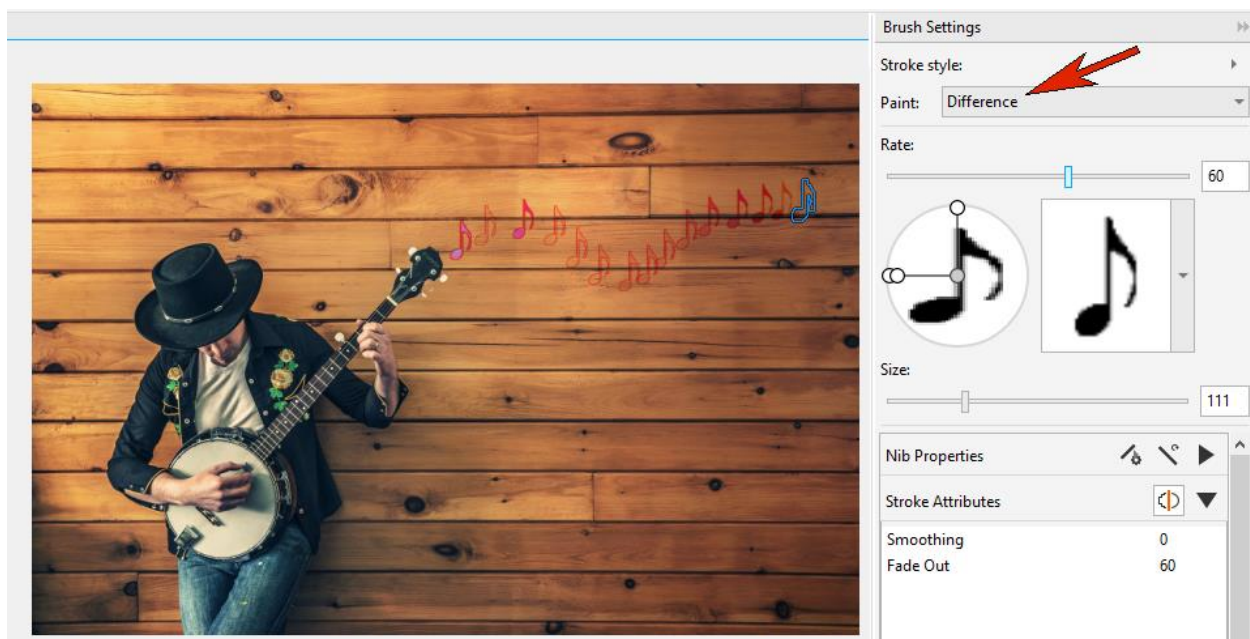 Brush Settings
Stroke style:
Paint: Difference
Rate:
60
Size:
111
Nib Properties
Stroke Attributes
Smoothing 0
Fade Out 60